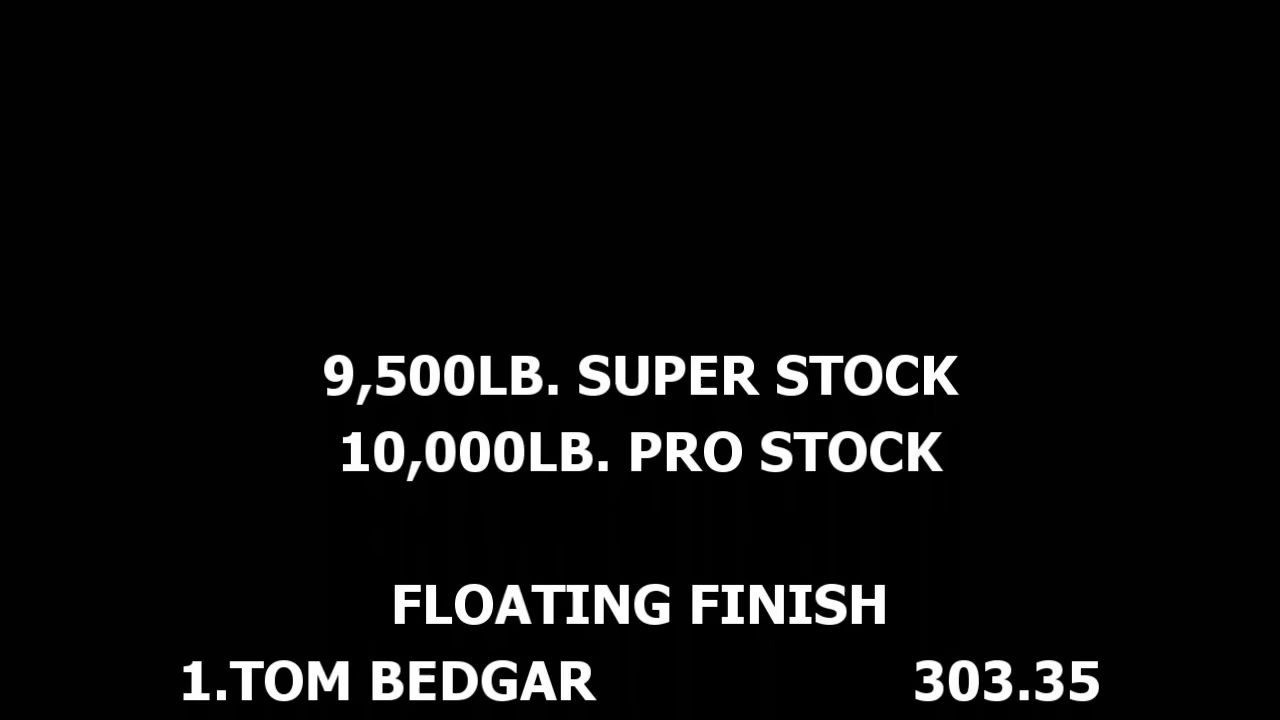 9,500LB. SUPER STOCK
10,000LB. PRO STOCK
FLOATING FINISH
1.TOM BEDGAR 303.35